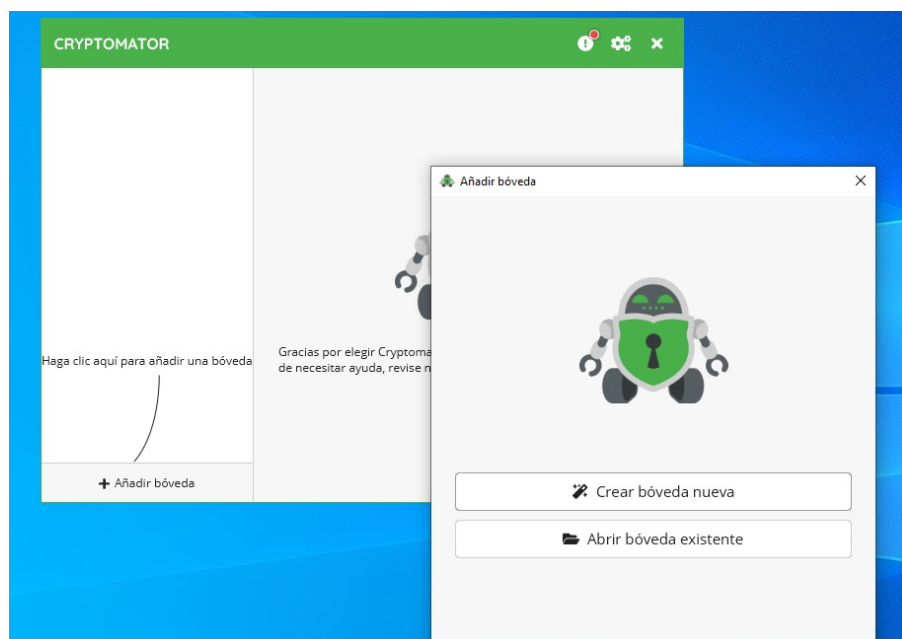 CRYPTOMATOR
Añadir bóveda
Haga clic aquí para añadir una bóveda
Gracias por elegir Cryptoma
de necesitar ayuda, revise n
+ Añadir bóveda
Crear bóveda nueva
Abrir bóveda existente